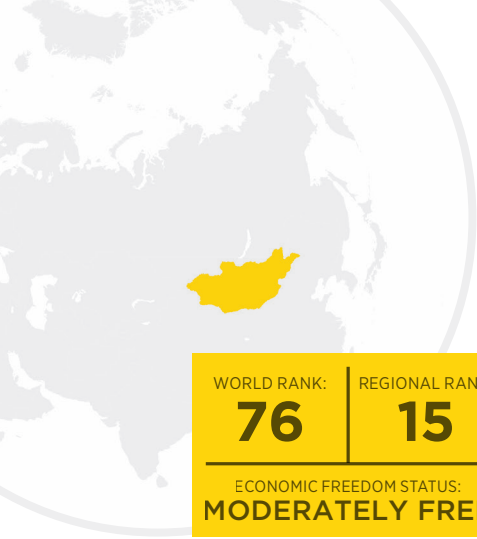 WORLD RANK:
76
REGIONAL RAN
15
ECONOMIC FREEDOM STATUS:
MODERATELY FRE